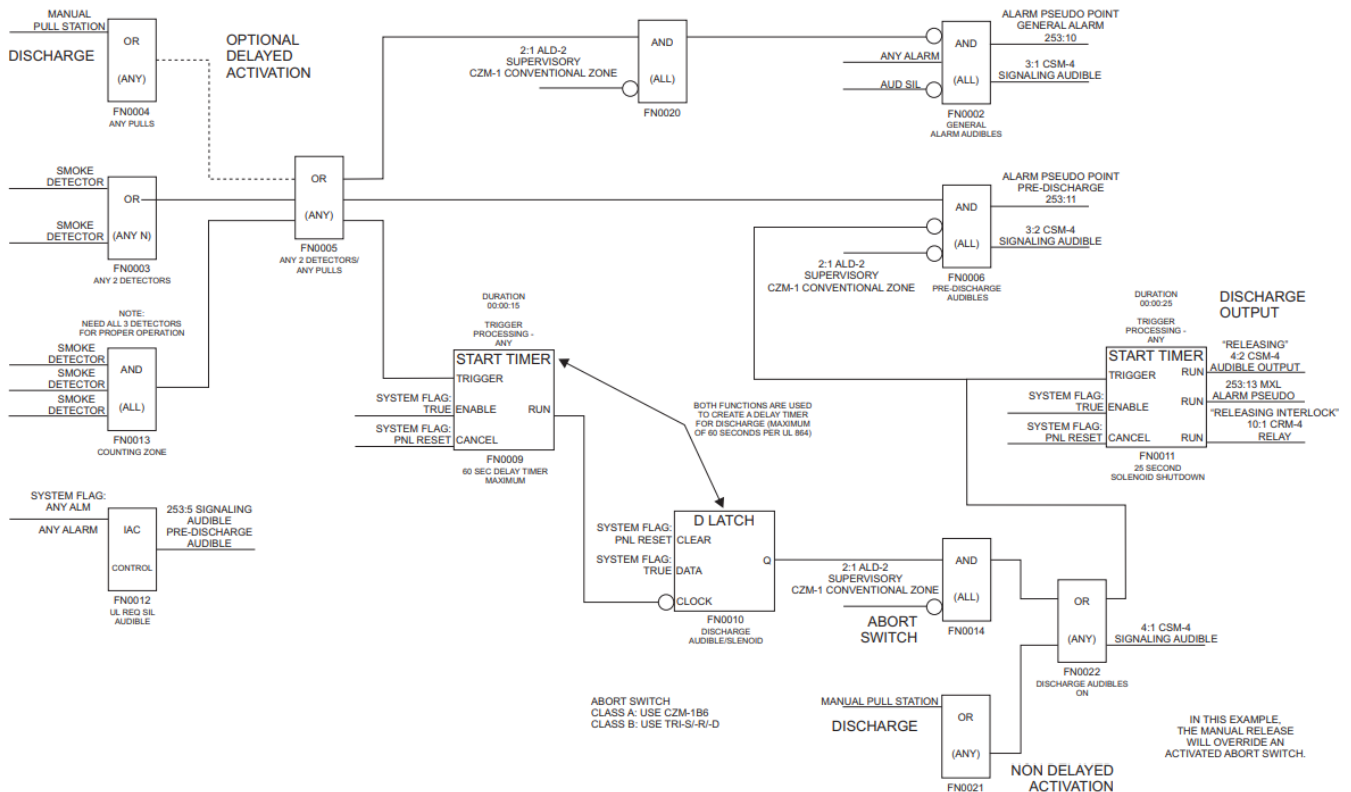 MANUAL
PULL STATION
DISCHARGE
OR
(ANY)
FN0004
ANY PULLS
OPTIONAL
DELAYED
ACTIVATION
2:1 ALD-2
SUPERVISORY
CZM-1 CONVENTIONAL ZONE
AND
(ALL)
FN0020
ANY ALARM
AUD SIL
AND
(ALL)
FN0002
GENERAL
ALARM AUDIBLES
ALARM PSEUDO POINT
GENERAL ALARM
253:10
3:1 CSM-4
SIGNALING AUDIBLE
SMOKE
DETECTOR
SMOKE
DETECTOR
OR
(ANY N)
FN0003
ANY 2 DETECTORS
OR
(ANY)
FN0005
ANY 2 DETECTORS/
ANY PULLS
2:1 ALD-2
SUPERVISORY
CZM-1 CONVENTIONAL ZONE
AND
(ALL)
FN0006
PRE-DISCHARGE
AUDIBLES
ALARM PSEUDO POINT
PRE-DISCHARGE
253:11
3:2 CSM-4
SIGNALING AUDIBLE
NOTE:
NEED ALL 3 DETECTORS
FOR PROPER OPERATION
SMOKE
DETECTOR
SMOKE
DETECTOR
SMOKE
DETECTOR
AND
(ALL)
FN0013
COUNTING ZONE
DURATION
00:00:15
TRIGGER
PROCESSING -
ANY
START TIMER
TRIGGER
SYSTEM FLAG:
TRUE
ENABLE
RUN
SYSTEM FLAG:
PNL RESET
CANCEL
FN0009
60 SEC DELAY TIMER
MAXIMUM
BOTH FUNCTIONS ARE USED
TO CREATE A DELAY TIMER
FOR DISCHARGE (MAXIMUM
OF 60 SECONDS PER UL 864)
DURATION
00:00:25
TRIGGER
PROCESSING -
ANY
START TIMER
TRIGGER
RUN
SYSTEM FLAG:
TRUE
ENABLE
RUN
SYSTEM FLAG:
PNL RESET
CANCEL
RUN
FN0011
25 SECOND
SOLENOID SHUTDOWN
DISCHARGE
OUTPUT
"RELEASING"
4:2 CSM-4
AUDIBLE OUTPUT
253:13 MXL
ALARM PSEUDO
"RELEASING INTERLOCK"
10:1 CRM-4
RELAY
SYSTEM FLAG:
ANY ALM
ANY ALARM
IAC
CONTROL
FN0012
UL REQ SIL
AUDIBLE
253:5 SIGNALING
AUDIBLE
PRE-DISCHARGE
AUDIBLE
D LATCH
SYSTEM FLAG:
PNL RESET
CLEAR
SYSTEM FLAG:
TRUE
DATA
Q
CLOCK
FN0010
DISCHARGE
AUDIBLE/SLENOID
2:1 ALD-2
SUPERVISORY
CZM-1 CONVENTIONAL ZONE
ABORT
SWITCH
AND
(ALL)
FN0014
OR
(ANY)
FN0022
DISCHARGE AUDIBLES
ON
4:1 CSM-4
SIGNALING AUDIBLE
ABORT SWITCH
CLASS A: USE CZM-1B6
CLASS B: USE TRI-S/-R/-D
MANUAL PULL STATION
DISCHARGE
OR
(ANY)
FN0021
NON DELAYED
ACTIVATION
IN THIS EXAMPLE,
THE MANUAL RELEASE
WILL OVERRIDE AN
ACTIVATED ABORT SWITCH.